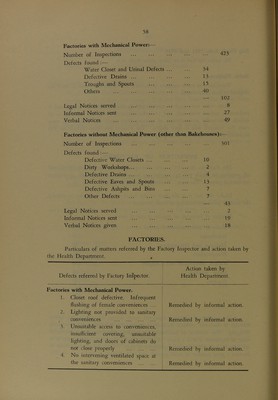 58
Factories with Mechanical Power:—
Number of Inspections ... ... ... ... ... 423
Defects found :—
Water Closet and Urinal Defects ... 34
Defective Drains ... ... ... 13
Troughs and Spouts ... ... 15
Others ... ... ... ... 40
102
Legal Notices served ... ... ... ... 8
Informal Notices sent ... ... ... ... 27
Verbal Notices ... ... ... ... 49
Factories without Mechanical Power (other than Bakehouses):—
Number of Inspections ... ... ... ... 361
Defects found :—
Defective Water Closets ... ... 10
Dirty Workshops ... ... ... 2
Defective Drains ... ... ... 4
Defective Eaves and Spouts ... 13
Defective Ashpits and Bins ... 7
Other Defects ... ... ... 7
43
Legal Notices served ... ... ... 2
Informal Notices sent ... ... ... 19
Verbal Notices given ... ... ... 18
FACTORIES.
Particulars of matters referred by the Factory Inspector and action taken by
the Health Department.
Defects referred by Factory Inspector.
Action taken by
Health Department
Factories with Mechanical Power.
1. Closet roof defective. Infrequent
flushing of female conveniences ... Remedied by informal action.
2. Lighting not provided to sanitary
conveniences ... Remedied by informal action.
3. Unsuitable access to conveniences,
insufficient covering, unsuitable
lighting, and doors of cubicles do
not close properly ... Remedied by informal action.
4. No intervening ventilated space at
the sanitary conveniences ... Remedied by informal action.